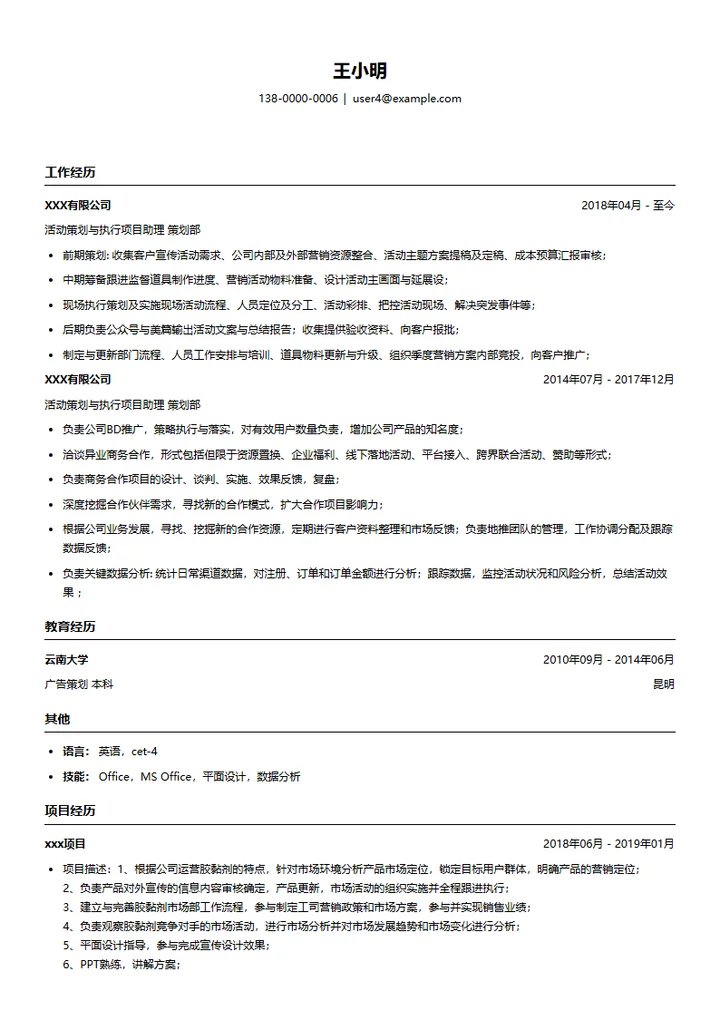 王小明
138-0000-0006 | user4@example.com
工作经历
XXX有限公司 2018年04月 - 至今
活动策划与执行项目助理 策划部
• 前期策划: 收集客户宣传活动需求、公司内部及外部营销资源整合、活动主题方案提稿及定稿、成本预算汇报审核；
• 中期筹备跟进监督道具制作进度、营销活动物料准备、设计活动主画面与延展设；
• 现场执行策划及实施现场活动流程、人员定位及分工、活动彩排、把控活动现场、解决突发事件等；
• 后期负责公众号与美篇输出活动文案与总结报告；收集提供验收资料、向客户报批；
• 制定与更新部门流程、人员工作安排与培训、道具物料更新与升级、组织季度营销方案内部竞投，向客户推广；
XXX有限公司 2014年07月 - 2017年12月
活动策划与执行项目助理 策划部
• 负责公司BD推广，策略执行与落实，对有效用户数量负责，增加公司产品的知名度；
• 洽谈异业商务合作，形式包括但限于资源置换、企业福利、线下落地活动、平台接入、跨界联合活动、赞助等形式；
• 负责商务合作项目的设计、谈判、实施、效果反馈，复盘；
• 深度挖掘合作伙伴需求，寻找新的合作模式，扩大合作项目影响力；
• 根据公司业务发展，寻找、挖掘新的合作资源，定期进行客户资料整理和市场反馈；负责地推团队的管理，工作协调分配及跟踪
数据反馈；
• 负责关键数据分析: 统计日常渠道数据，对注册、订单和订单金额进行分析；跟踪数据，监控活动状况和风险分析，总结活动效
果 ；
教育经历
云南大学 2010年09月 - 2014年06月
广告策划 本科 昆明
其他
• 语言： 英语，cet-4
• 技能： Office，MS Office，平面设计，数据分析
项目经历
xxx项目 2018年06月 - 2019年01月
• 项目描述：1、根据公司运营胶黏剂的特点，针对市场环境分析产品市场定位，锁定目标用户群体，明确产品的营销定位；
2、负责产品对外宣传的信息内容审核确定，产品更新，市场活动的组织实施并全程跟进执行；
3、建立与完善胶黏剂市场部工作流程，参与制定工司营销政策和市场方案，参与并实现销售业绩；
4、负责观察胶黏剂竞争对手的市场活动，进行市场分析并对市场发展趋势和市场变化进行分析；
5、平面设计指导，参与完成宣传设计效果；
6、PPT熟练，讲解方案；